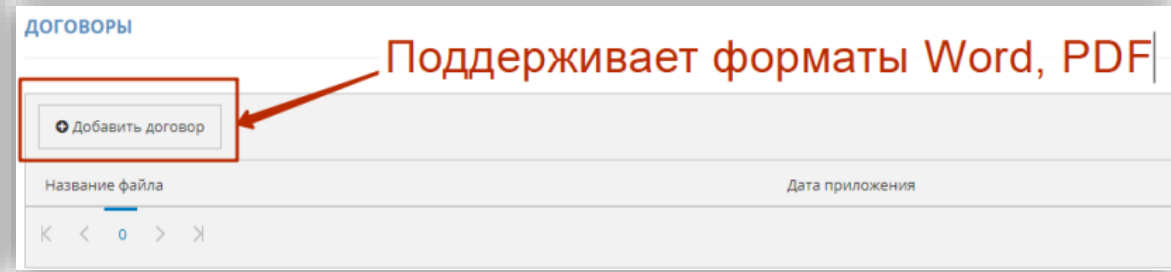 ДОГОВОРЫ
Поддерживает форматы Word, PDF
Добавить договор
Название файла Дата приложения
0